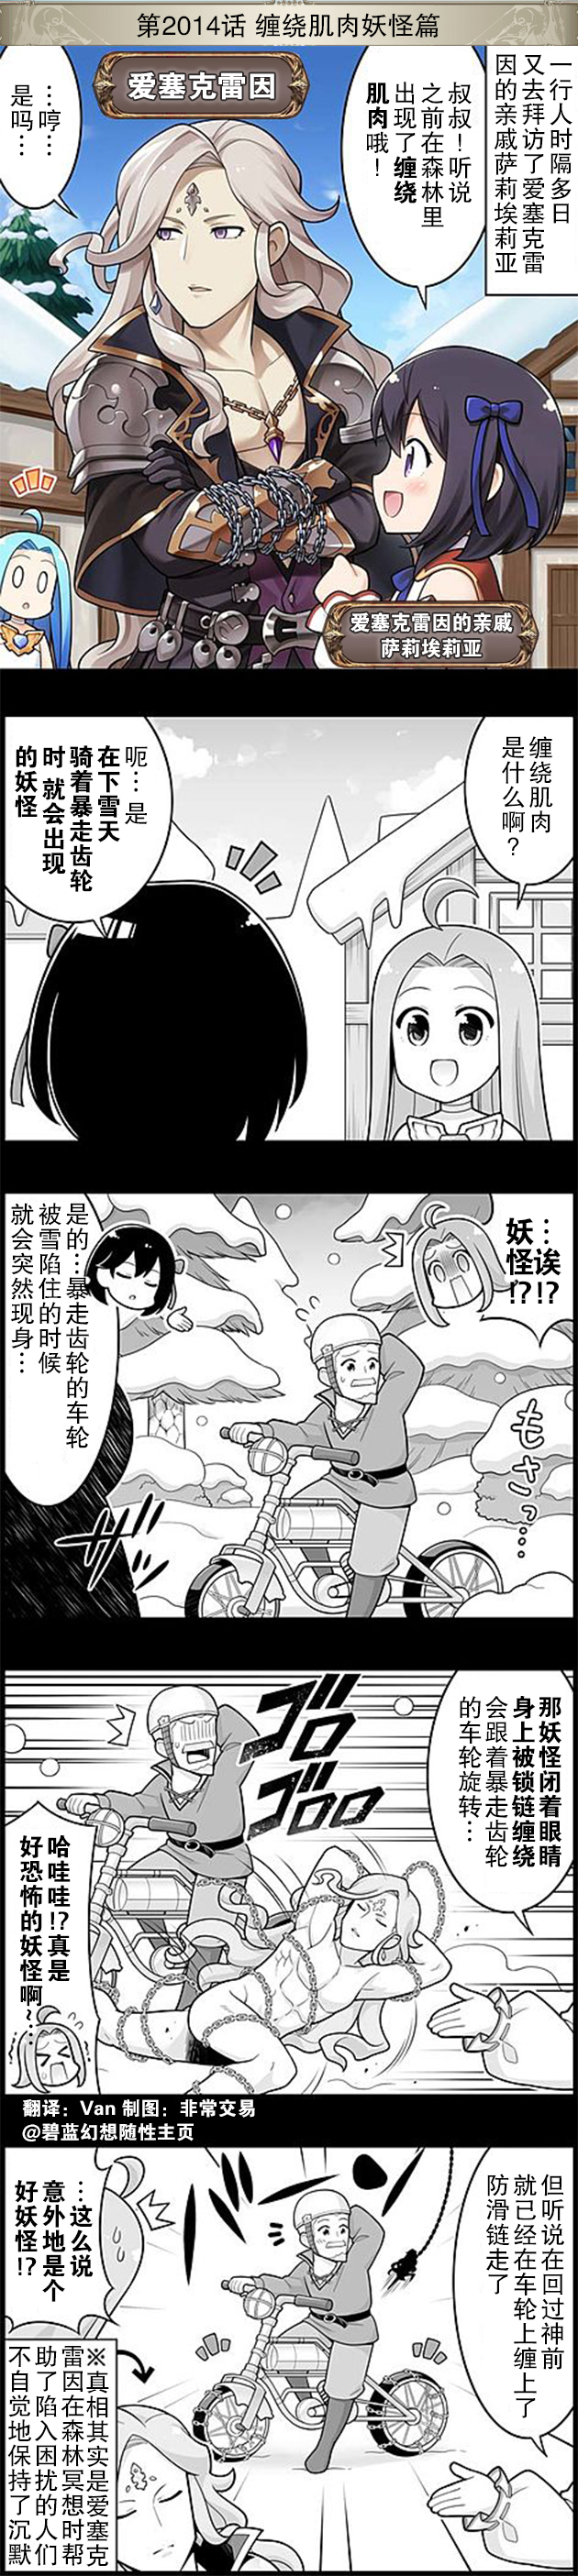 第2014话 缠绕肌肉妖怪篇
一行人时隔多日
又去拜访了爱塞克雷
因的亲戚萨莉埃莉亚
叔叔！听说
之前在森林里
出现了缠绕
肌肉哦！
爱塞克雷因
…哼…
是吗…
爱塞克雷因的亲戚
萨莉埃莉亚
缠绕肌肉
是什么啊？
呃…是
在下雪天
骑着暴走齿轮
时 就会出现
的妖怪
…诶!?
妖怪!?
是的…暴走齿轮的车轮
被雪陷住的时候
就会突然现身…
もさっ…
ザザ…
那妖怪闭着眼睛
身上被锁链缠绕
会跟着暴走齿轮
的车轮旋转…
ゴロ
ゴロロ
哈哇哇!?真是
好恐怖的妖怪啊~…
翻译：Van 制图：非常交易
@碧蓝幻想随性主页
但听说在回过神前
就已经在车轮上缠上了
防滑链走了
…这么说
意外地是个
好妖怪!?
※真相其实是爱塞克
雷因在森林冥想时帮
助了陷入困扰的人们
不自觉地保持了沉默